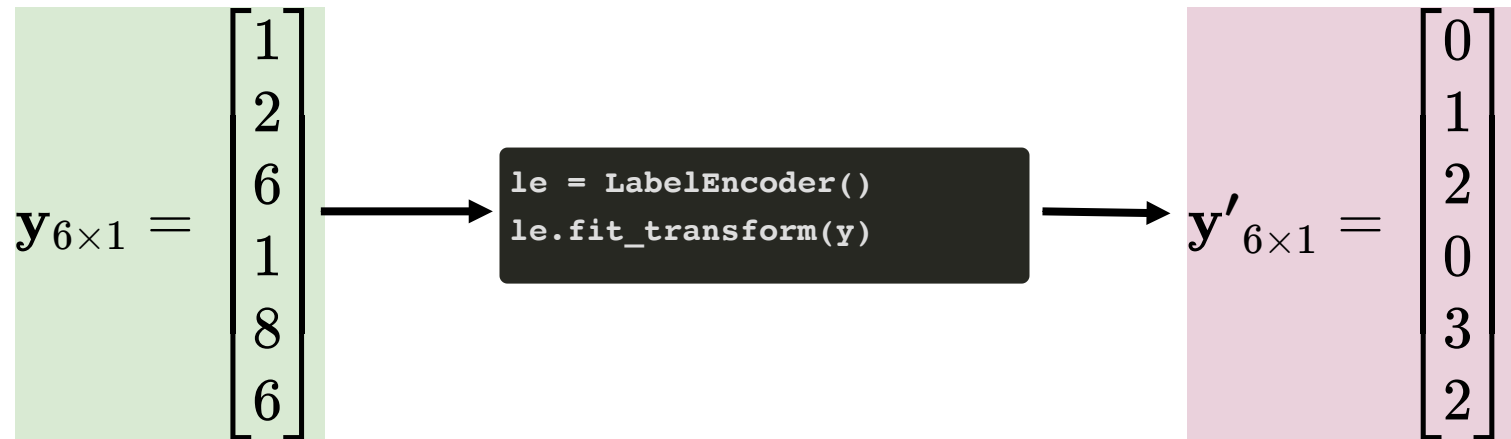 y6×1 = [1 2 6 1 8 6]
le = LabelEncoder()
le.fit_transform(y)
y′6×1 = [0 1 2 0 3 2]